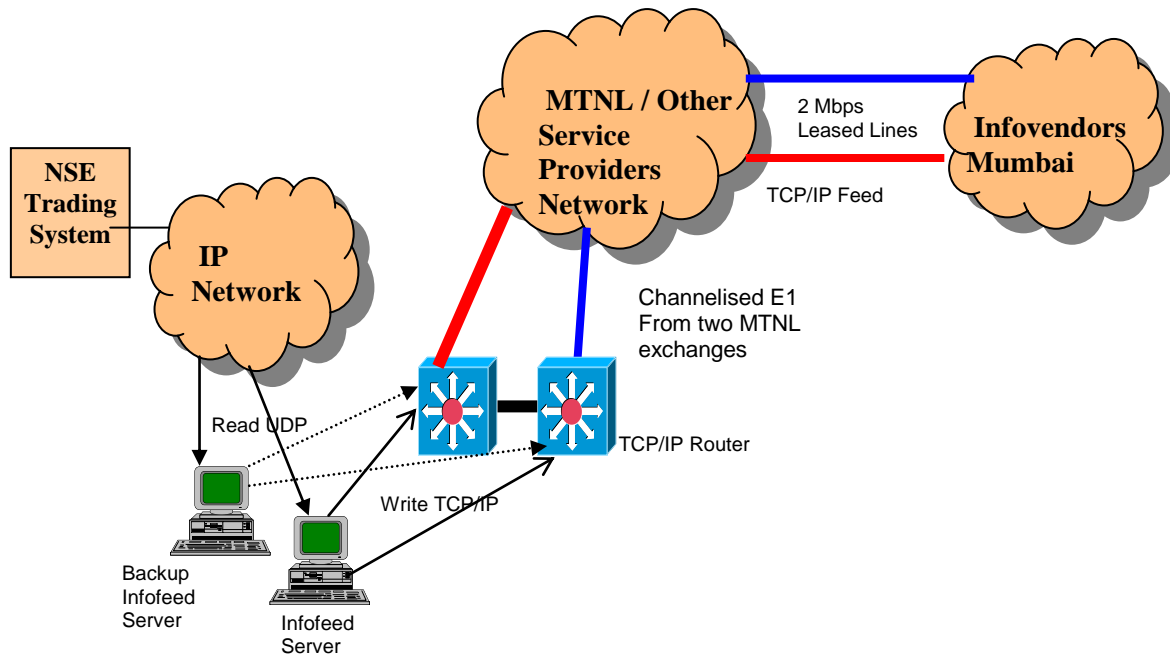 NSE
Trading
System
IP
Network
MTNL / Other
Service
Providers
Network
2 Mbps
Leased Lines
TCP/IP Feed
Infovendors
Mumbai
Channelised E1
From two MTNL
exchanges
Read UDP
TCP/IP Router
Write TCP/IP
Backup
Infofeed
Server
Infofeed
Server